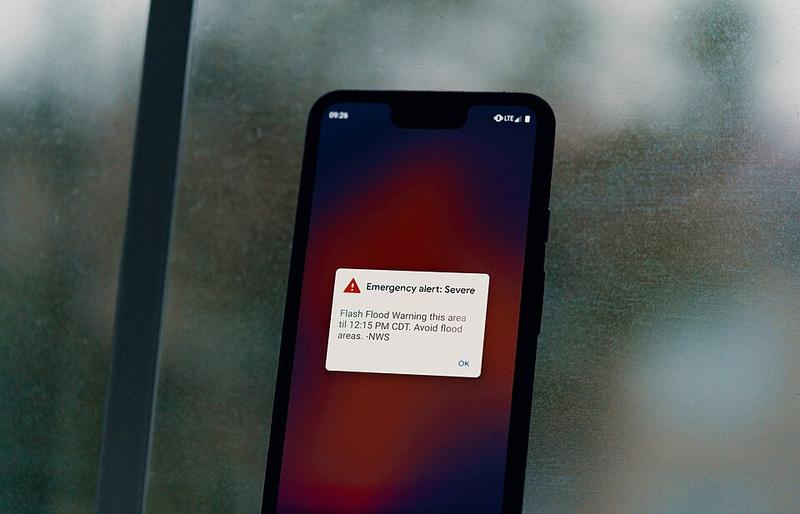 09:26 LTE
Emergency alert: Severe
Flash Flood Warning this area
til 12:15 PM CDT. Avoid flood
areas. -NWS
OK